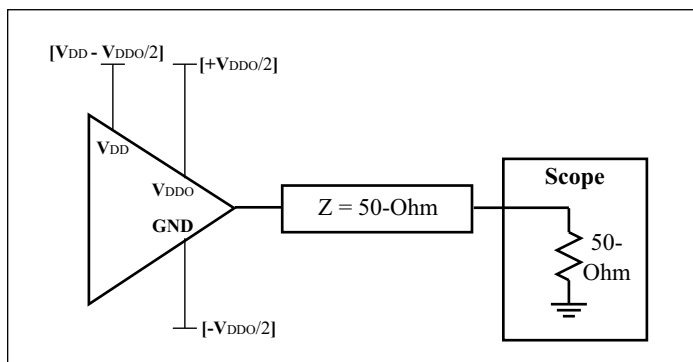 [VDD - VDDO/2]
[+VDDO/2]
VDD
VDDO
GND
[-VDDO/2]
Z = 50-Ohm
Scope
50-
Ohm